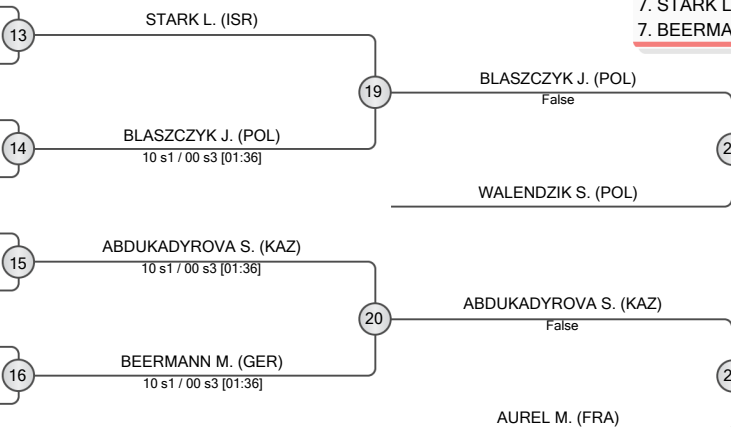 7. STARK L
7. BEERMA
13
STARK L. (ISR)
19
BLASZCZYK J. (POL)
False
14
BLASZCZYK J. (POL)
10 s1 / 00 s3 [01:36]
2
WALENDZIK S. (POL)
15
ABDUKADYROVA S. (KAZ)
10 s1 / 00 s3 [01:36]
20
ABDUKADYROVA S. (KAZ)
False
16
BEERMANN M. (GER)
10 s1 / 00 s3 [01:36]
2
AUREL M. (FRA)